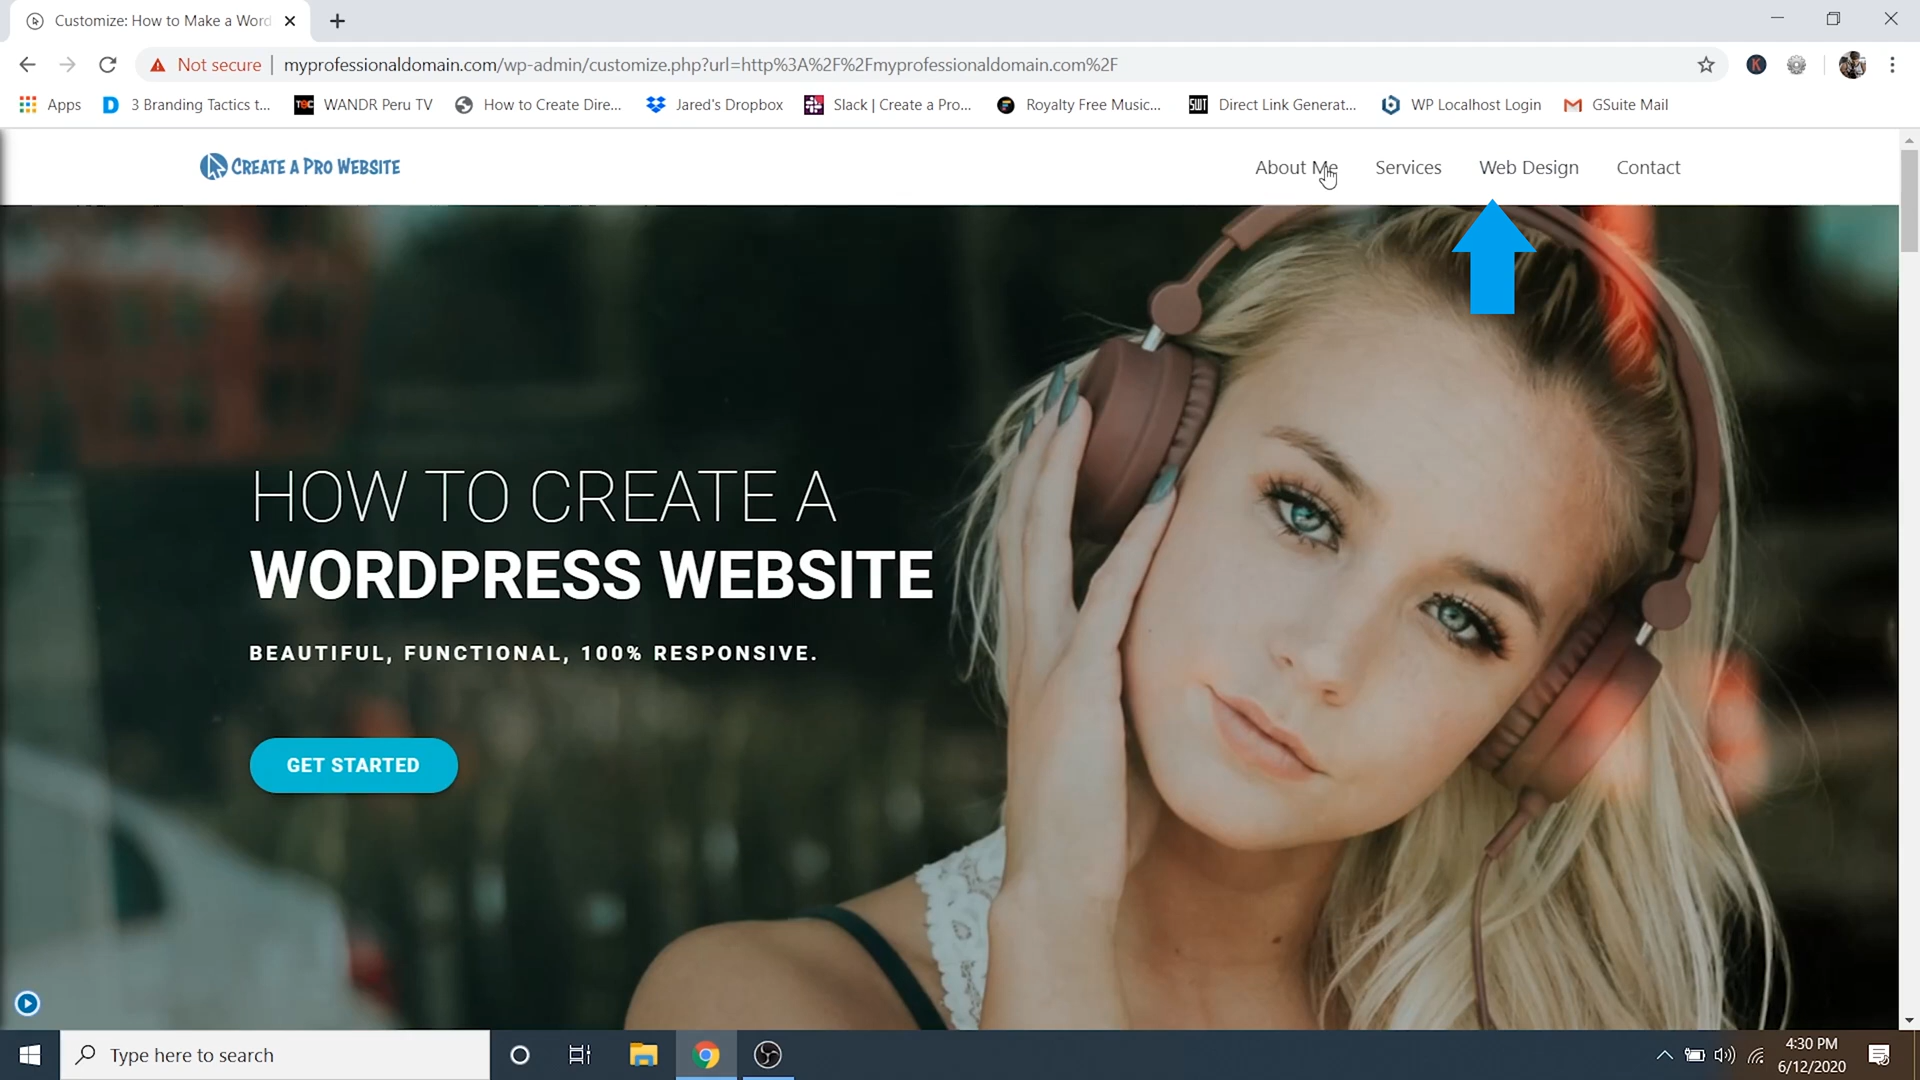 Customize: How to Make a Word
Not secure | myprofessionaldomain.com/wp-admin/customize.php?url=http%3A%2F%2Fmyprofessionaldomain.com%2F
K
Apps
D 3 Branding Tactics t...
WANDR Peru TV
How to Create Dire...
Jared's Dropbox
Slack | Create a Pro...
Royalty Free Music...
SWT Direct Link Generat...
WP Localhost Login
GSuite Mail
CREATE A PRO WEBSITE
About Me
Services
Web Design
Contact
HOW TO CREATE A
WORDPRESS WEBSITE
BEAUTIFUL, FUNCTIONAL, 100% RESPONSIVE.
GET STARTED
Type here to search
4:30 PM
6/12/2020